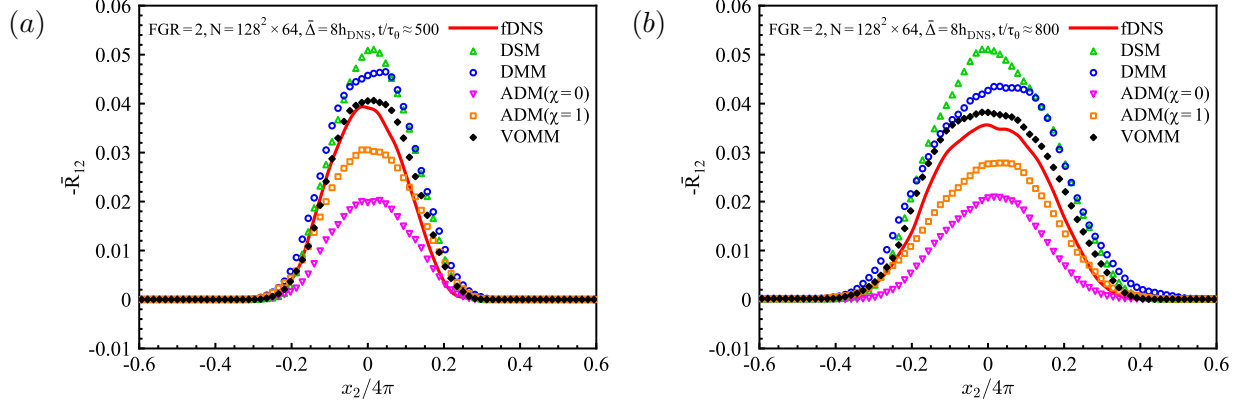 (a)
FGR=2, N=128² × 64, Δ̄=8h_DNS, t/τ_θ≈500
fDNS
DSM
DMM
ADM(χ=0)
ADM(χ=1)
VOMM
0.06
0.05
0.04
0.03
0.02
0.01
0
-0.01
-R̄₁₂
-0.6
-0.4
-0.2
0
0.2
0.4
0.6
x₂/4π
(b)
FGR=2, N=128² × 64, Δ̄=8h_DNS, t/τ_θ≈800
fDNS
DSM
DMM
ADM(χ=0)
ADM(χ=1)
VOMM
0.06
0.05
0.04
0.03
0.02
0.01
0
-0.01
-R̄₁₂
-0.6
-0.4
-0.2
0
0.2
0.4
0.6
x₂/4π